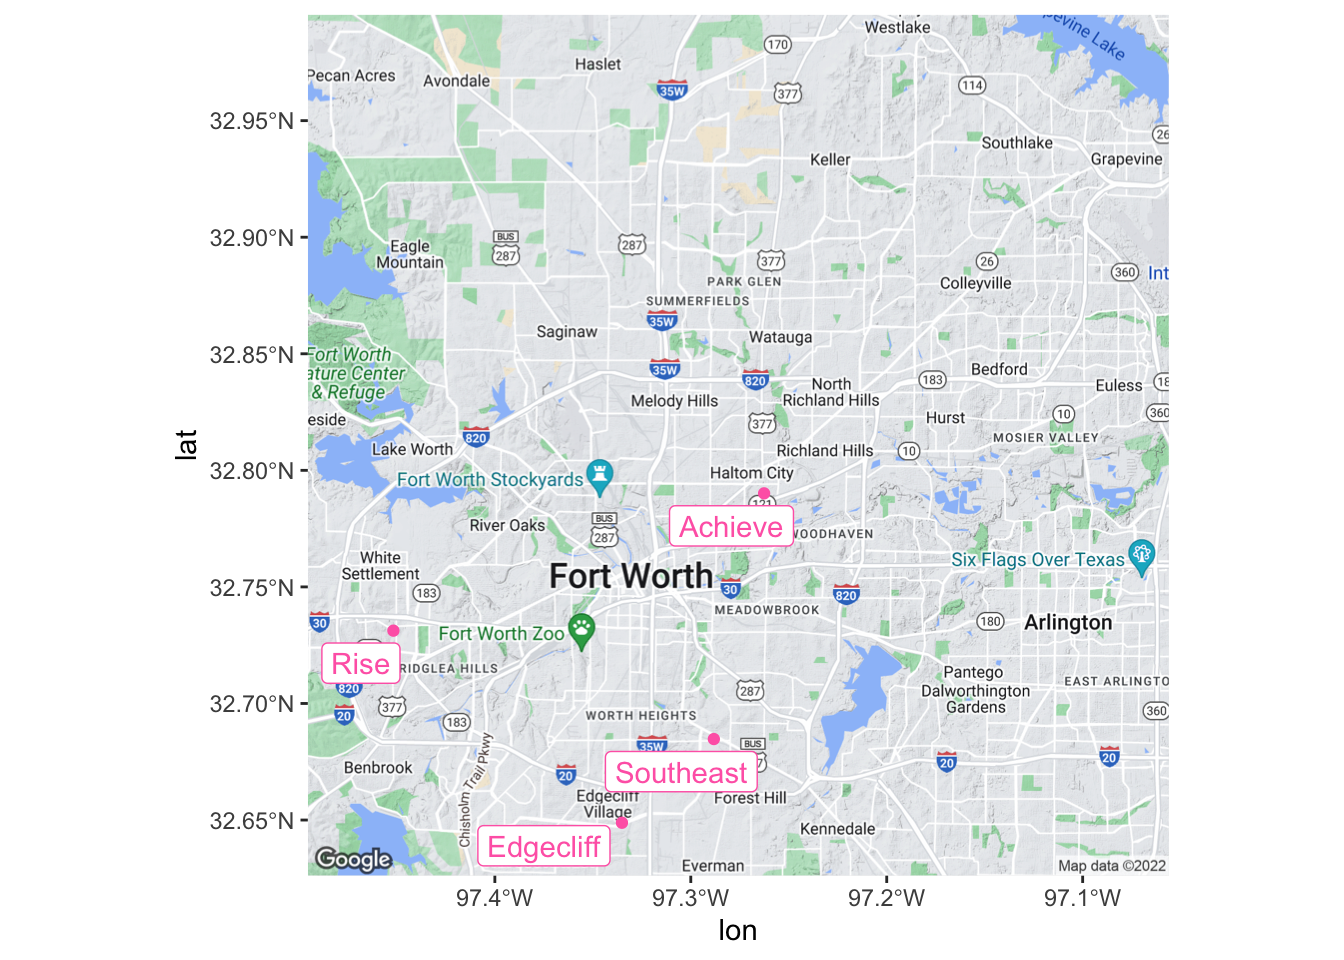 Westlake
pevine Lake
170
Haslet
Pecan Acres
Avondale
35W
377
114
32.95°N
26
Southlake
Keller
Grapevine
32.90°N
BUS
287
287
Eagle
Mountain
377
26
360
Int
PARK GLEN
Colleyville
SUMMERFIELDS
35W
Saginaw
Watauga
32.85°N
Fort Worth
ature Center
& Refuge
35W
820
183
Bedford
North
Richland Hills
Euless
18
Melody Hills
eside
377
Hurst
10
360
820
MOSIER VALLEY
Lake Worth
Richland Hills
10
32.80°N
Haltom City
Fort Worth Stockyards
121
lat
River Oaks
BUS
287
Achieve
WOODHAVEN
White
Settlement
Six Flags Over Texas
Fort Worth
32.75°N
183
30
820
MEADOWBROOK
30
180
Arlington
Fort Worth Zoo
Rise
RIDGLEA HILLS
Pantego
EAST ARLINGTO
820
287
Dalworthington
Gardens
32.70°N
377
20
183
WORTH HEIGHTS
360
35W
BUS
20
20
Southeast
Benbrook
20
Chisholm Trail Pkwy
Edgecliff
Village
Forest Hill
32.65°N
Kennedale
Edgecliff
Google
Everman
Map data ©2022
97.4°W
97.3°W
97.2°W
97.1°W
lon